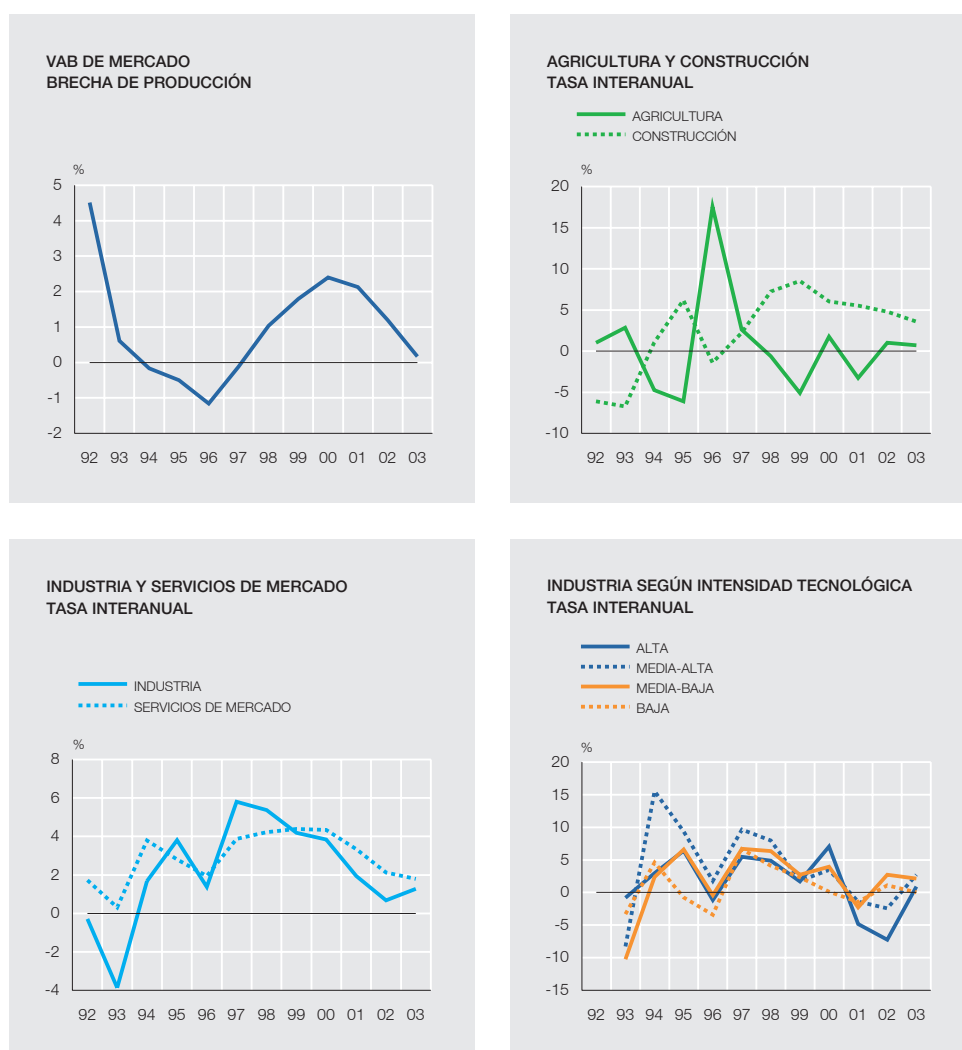 VAB DE MERCADO
BRECHA DE PRODUCCIÓN
%
5
4
3
2
1
0
-1
-2
92 93 94 95 96 97 98 99 00 01 02 03
AGRICULTURA Y CONSTRUCCIÓN
TASA INTERANUAL
AGRICULTURA
CONSTRUCCIÓN
%
20
15
10
5
0
-5
-10
92 93 94 95 96 97 98 99 00 01 02 03
INDUSTRIA Y SERVICIOS DE MERCADO
TASA INTERANUAL
INDUSTRIA
SERVICIOS DE MERCADO
%
8
6
4
2
0
-2
-4
92 93 94 95 96 97 98 99 00 01 02 03
INDUSTRIA SEGÚN INTENSIDAD TECNOLÓGICA
TASA INTERANUAL
ALTA
MEDIA-ALTA
MEDIA-BAJA
BAJA
%
20
15
10
5
0
-5
-10
-15
92 93 94 95 96 97 98 99 00 01 02 03